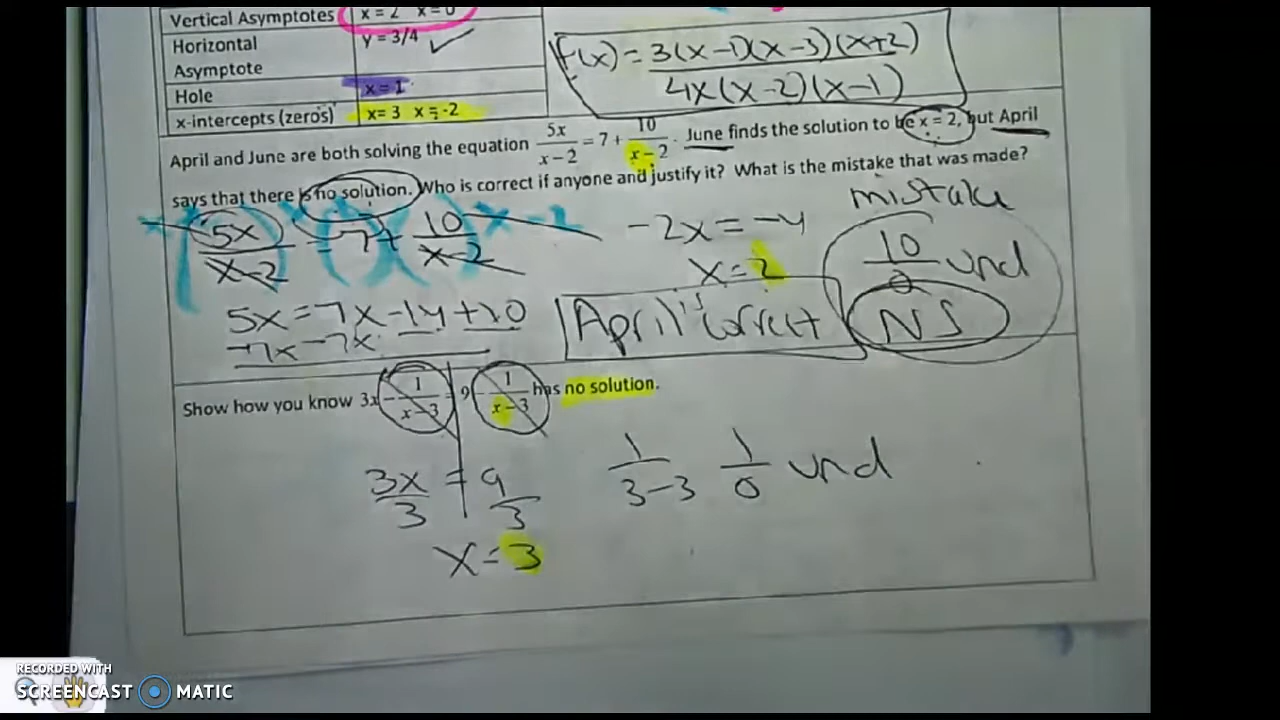 Vertical Asymptotes x = 2 x = 0
Horizontal Asymptote y = 3/4
Hole x = 1
x-intercepts (zeros) x= 3 x = -2
f(x) = 3(x-1)(x-3)(x+2)
4x(x-2)(x-1)
April and June are both solving the equation 5x/x−2 = 7 + 10/x−2. June finds the solution to be x = 2, but April
says that there is no solution. Who is correct if anyone and justify it? What is the mistake that was made?
x-2
5x/x-2 = 7 + 10/x-2
5x = 7x - 14 + 10
-7x -7x
-2x = -4
x = 2
April is correct
mistake
10/0 und
NS
Show how you know 3x − 1/x−3 = 9 − 1/x−3 has no solution.
3x/3 = 9/3
x = 3
1/3-3 1/0 und
RECORDED WITH
SCREENCAST MATIC